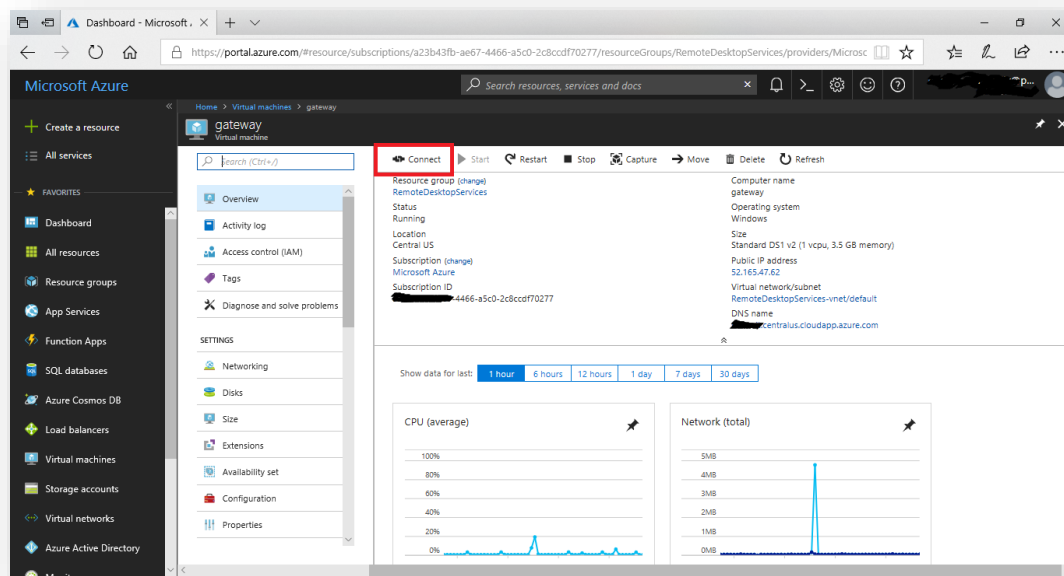 Dashboard - Microsoft
https://portal.azure.com/#resource/subscriptions/a23b43fb-ae67-4466-a5c0-2c8ccdf70277/resourceGroups/RemoteDesktopServices/providers/Microsc
Microsoft Azure
Search resources, services and docs
Home > Virtual machines > gateway
gateway
Virtual machine
Create a resource
All services
FAVORITES
Dashboard
All resources
Resource groups
App Services
Function Apps
SQL databases
Azure Cosmos DB
Load balancers
Virtual machines
Storage accounts
Virtual networks
Azure Active Directory
Search (Ctrl+/)
Overview
Activity log
Access control (IAM)
Tags
Diagnose and solve problems
SETTINGS
Networking
Disks
Size
Extensions
Availability set
Configuration
Properties
Connect Start Restart Stop Capture Move Delete Refresh
Resource group (change)
RemoteDesktopServices
Status
Running
Location
Central US
Subscription (change)
Microsoft Azure
Subscription ID
-4466-a5c0-2c8ccdf70277
Computer name
gateway
Operating system
Windows
Size
Standard DS1 v2 (1 vcpu, 3.5 GB memory)
Public IP address
52.165.47.62
Virtual network/subnet
RemoteDesktopServices-vnet/default
DNS name
centralus.cloudapp.azure.com
Show data for last: 1 hour 6 hours 12 hours 1 day 7 days 30 days
CPU (average)
100%
80%
60%
40%
20%
0%
Network (total)
5MB
4MB
3MB
2MB
1MB
0MB